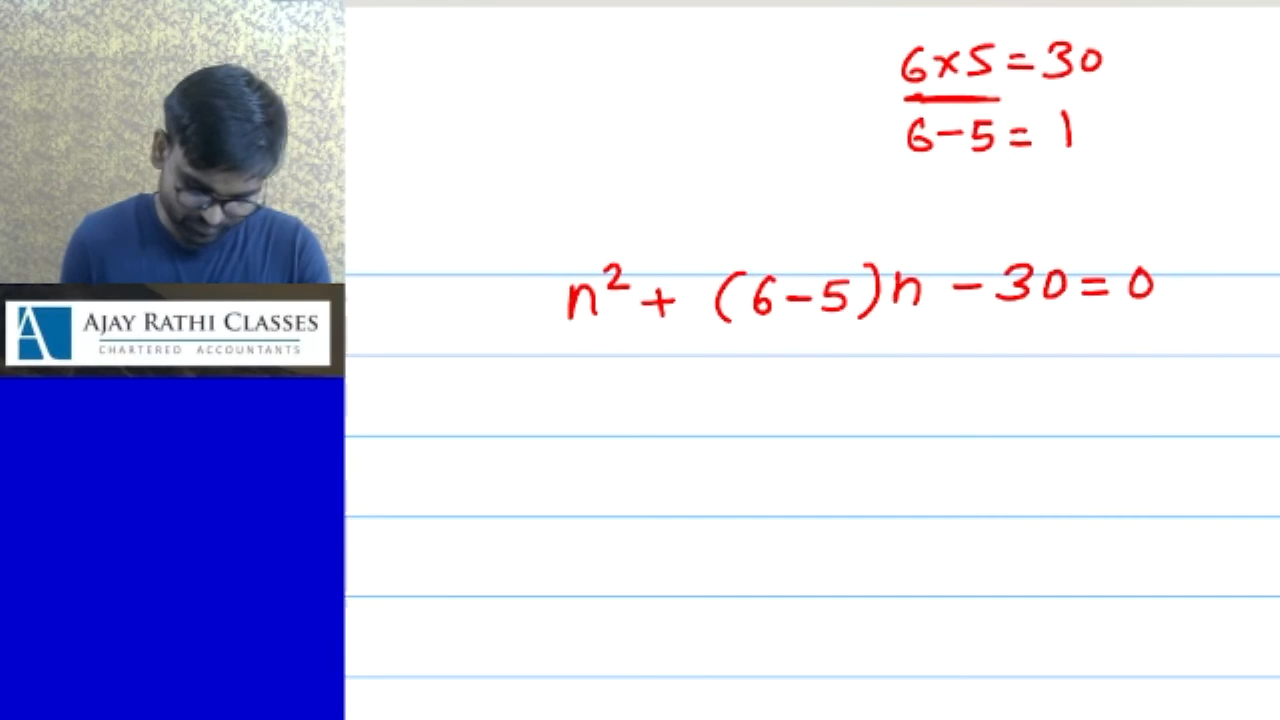 6×5=30
6-5=1
n²+ (6-5)n -30=0
AJAY RATHI CLASSES
CHARTERED ACCOUNTANTS